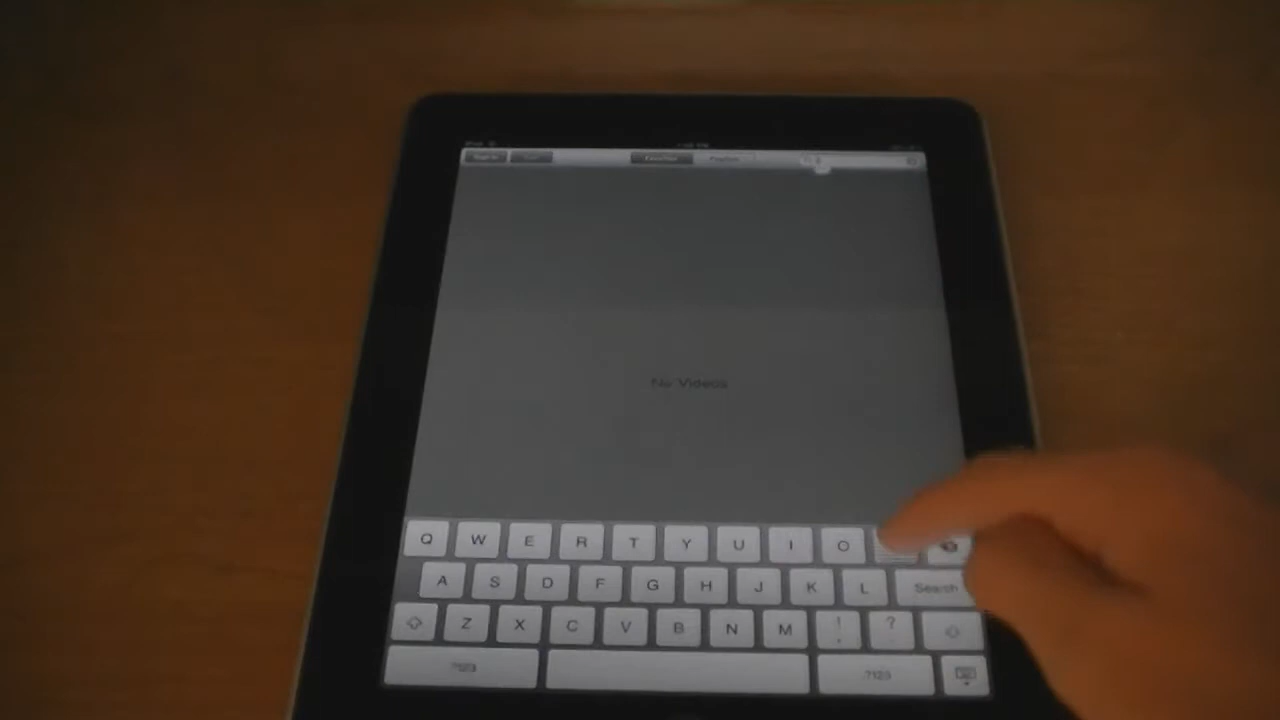 No Videos
Q W E R T Y U I O
A S D F G H J K L Search
Z X C V B N M ! , ? .
.?123 .?123